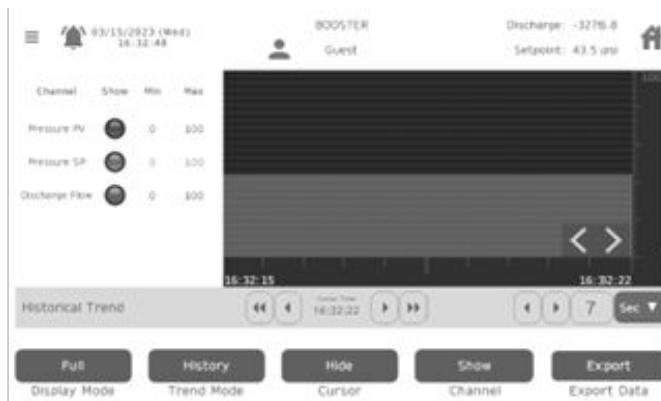 03/15/2023 (Wed)
16:32:48
BOOSTER
Guest
Discharge: -3276.8
Setpoint: 43.5 psi
Channel Show Min Max
Pressure PV 0 100
Pressure SP 0 100
Discharge Flow 0 100
100
16:32:15 16:32:22
Historical Trend
Cursor Time
16:32:22
7
Sec
Full History Hide Show Export
Display Mode Trend Mode Cursor Channel Export Data